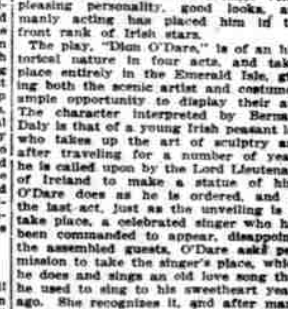 pleasing personality, good looks, a
manly acting has placed him in t
front rank of Irish stars.
The play, "Dion O'Dare," is of an h
torical nature in four acts, and tak
place entirely in the Emerald Isle, gi
ing both the scenic artist and costume
ample opportunity to display their a
The character interpreted by Berna
Daly is that of a young Irish peasant l
who takes up the art of sculptry a
after traveling for a number of yea
he is called upon by the Lord Lieutena
of Ireland to make a statue of hi
O'Dare does as he is ordered, and
the last act, just as the unveiling is
take place, a celebrated singer who h
been commanded to appear, disappoin
the assembled guests. O'Dare asks pe
mission to take the singer's place, whi
he does and sings an old love song th
he used to sing to his sweetheart yea
ago. She recognizes it, and after man